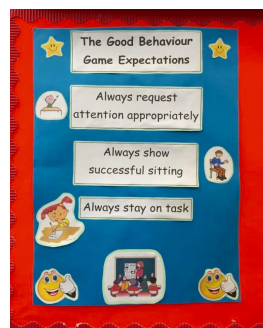 The Good Behaviour
Game Expectations
Always request
attention appropriately
Always show
successful sitting
Always stay on task